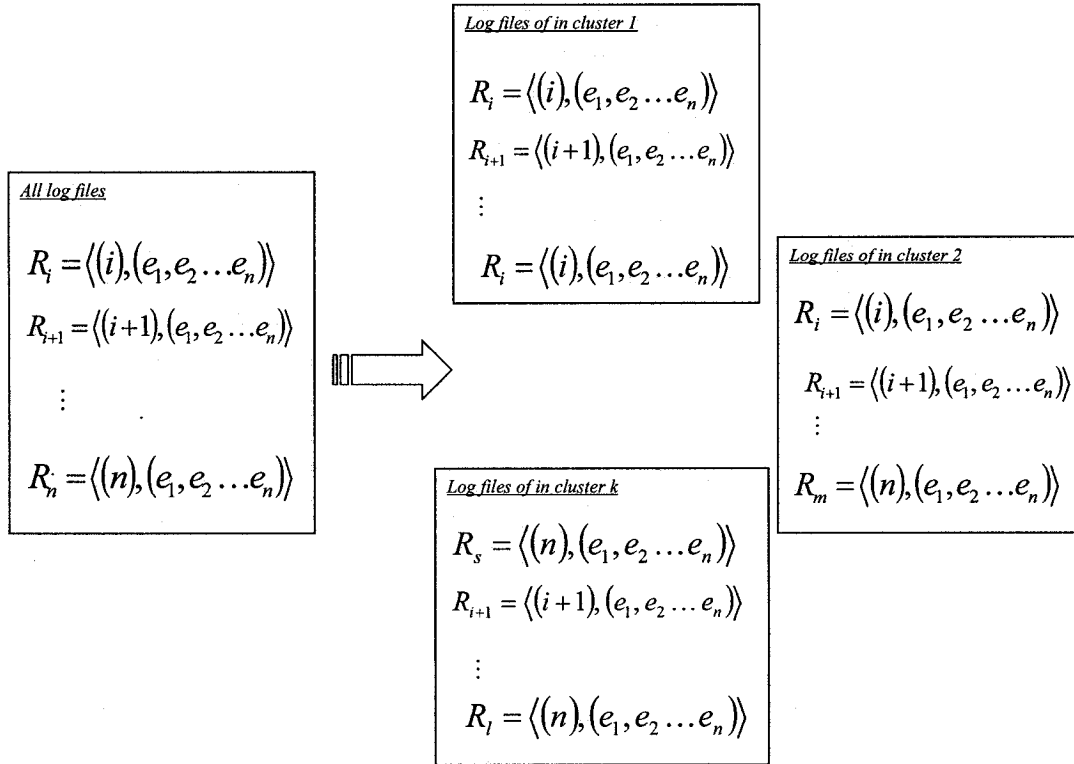 All log files
R_i = ⟨(i),(e_1,e_2…e_n)⟩
R_{i+1} = ⟨(i+1),(e_1,e_2…e_n)⟩
⋮
R_n = ⟨(n),(e_1,e_2…e_n)⟩
Log files of in cluster 1
R_i = ⟨(i),(e_1,e_2…e_n)⟩
R_{i+1} = ⟨(i+1),(e_1,e_2…e_n)⟩
⋮
R_i = ⟨(i),(e_1,e_2…e_n)⟩
Log files of in cluster 2
R_i = ⟨(i),(e_1,e_2…e_n)⟩
R_{i+1} = ⟨(i+1),(e_1,e_2…e_n)⟩
⋮
R_m = ⟨(n),(e_1,e_2…e_n)⟩
Log files of in cluster k
R_s = ⟨(n),(e_1,e_2…e_n)⟩
R_{i+1} = ⟨(i+1),(e_1,e_2…e_n)⟩
⋮
R_l = ⟨(n),(e_1,e_2…e_n)⟩